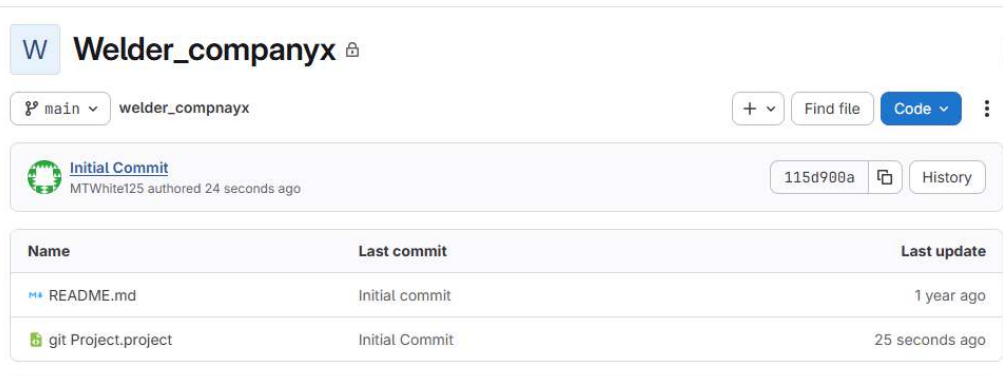 W Welder_companyx
main welder_compnayx + Find file Code
Initial Commit
MTWhite125 authored 24 seconds ago
115d900a History
Name Last commit Last update
README.md Initial commit 1 year ago
git Project.project Initial Commit 25 seconds ago